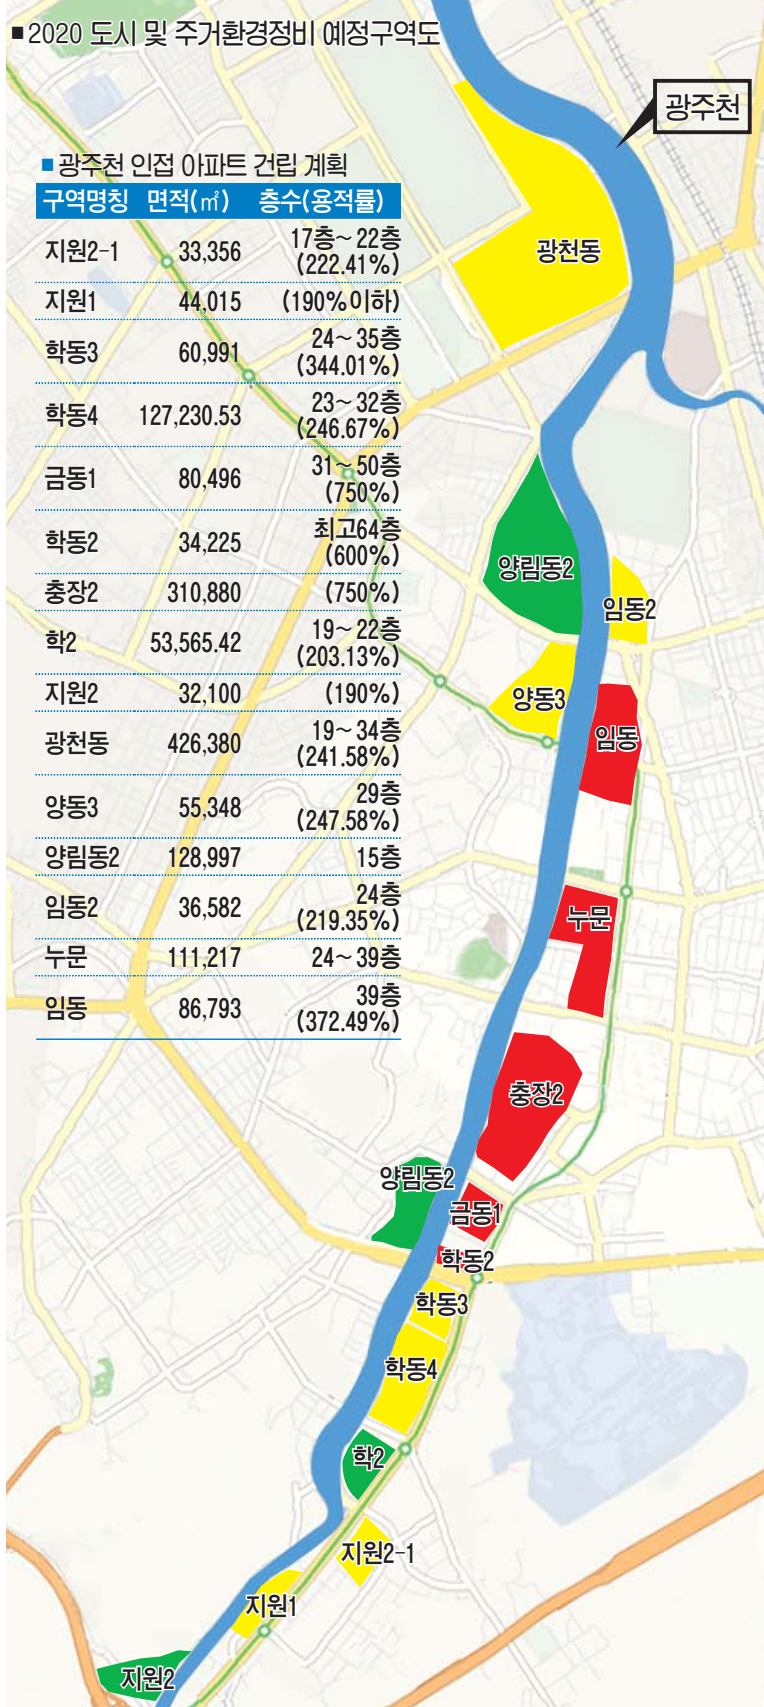 ■2020 도시 및 주거환경정비 예정구역도
광주천
■광주천 인접 아파트 건립 계획
구역명칭 면적(㎡) 층수(용적률)
지원2-1 33,356 17층~22층
(222.41%)
지원1 44,015 (190%이하)
학동3 60,991 24~35층
(344.01%)
학동4 127,230.53 23~32층
(246.67%)
금동1 80,496 31~50층
(750%)
학동2 34,225 최고64층
(600%)
충장2 310,880 (750%)
학2 53,565.42 19~22층
(203.13%)
지원2 32,100 (190%)
광천동 426,380 19~34층
(241.58%)
양동3 55,348 29층
(247.58%)
양림동2 128,997 15층
임동2 36,582 24층
(219.35%)
누문 111,217 24~39층
임동 86,793 39층
(372.49%)
광천동
양림동2
임동2
양동3
임동
누문
충장2
양림동2
금동1
학동2
학동3
학동4
학2
지원2-1
지원1
지원2